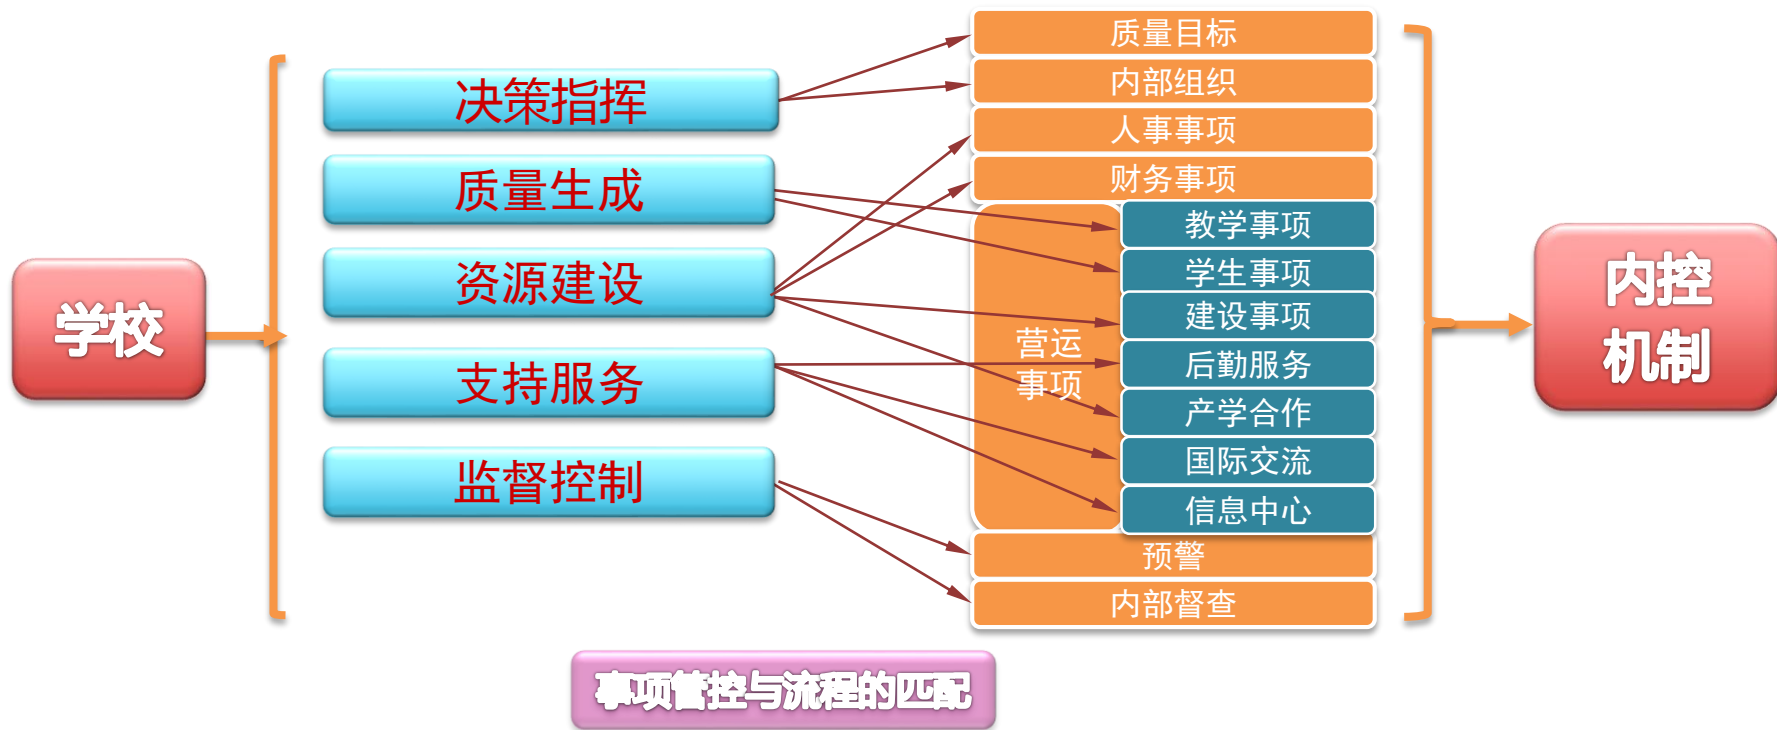 学校
决策指挥
质量生成
资源建设
支持服务
监督控制
质量目标
内部组织
人事事项
财务事项
营运
事项
教学事项
学生事项
建设事项
后勤服务
产学合作
国际交流
信息中心
预警
内部督查
内控
机制
事项管控与流程的匹配